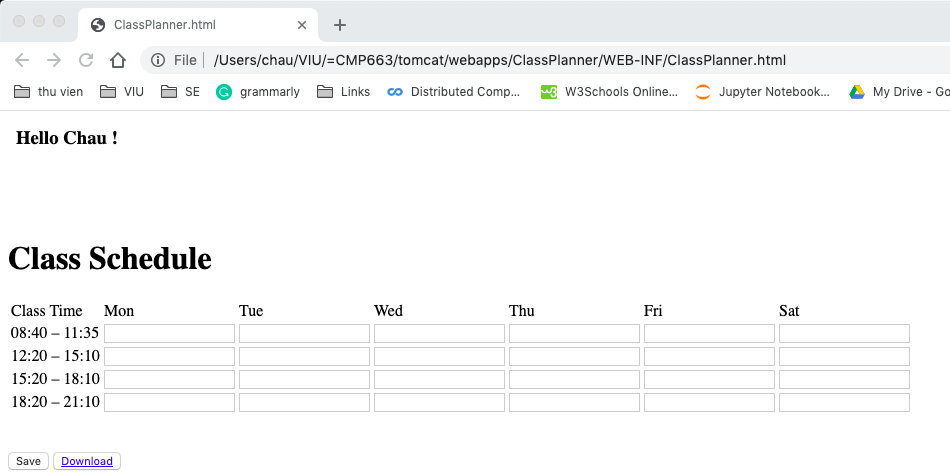 ClassPlanner.html
File /Users/chau/VIU/=CMP663/tomcat/webapps/ClassPlanner/WEB-INF/ClassPlanner.html
thu vien VIU SE grammarly Links Distributed Comp... W3Schools Online... Jupyter Notebook... My Drive - Go
Hello Chau !
Class Schedule
Class Time Mon Tue Wed Thu Fri Sat
08:40 – 11:35
12:20 – 15:10
15:20 – 18:10
18:20 – 21:10
Save Download